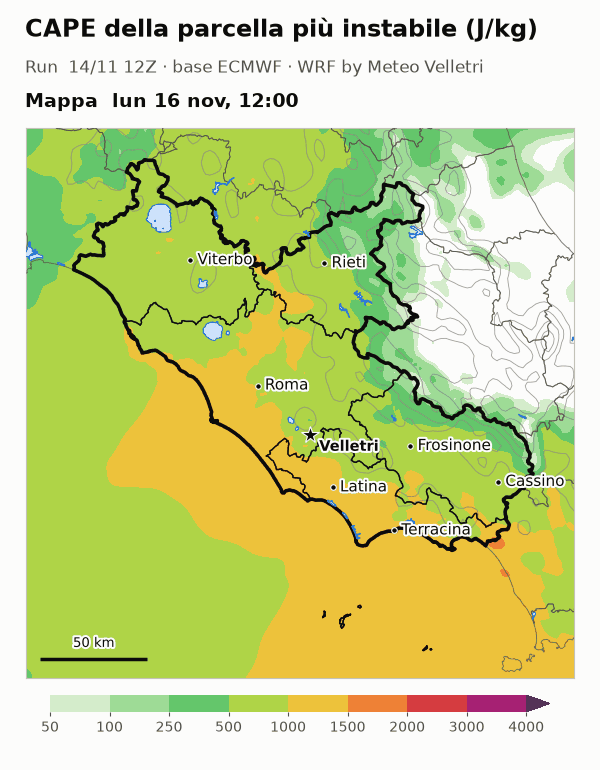 CAPE della parcella più instabile (J/kg)
Run  14/11 12Z · base ECMWF · WRF by Meteo Velletri
Mappa  lun 16 nov, 12:00
Viterbo
Rieti
Roma
Velletri
Frosinone
Latina
Cassino
Terracina
50 km
50 100 250 500 1000 1500 2000 3000 4000